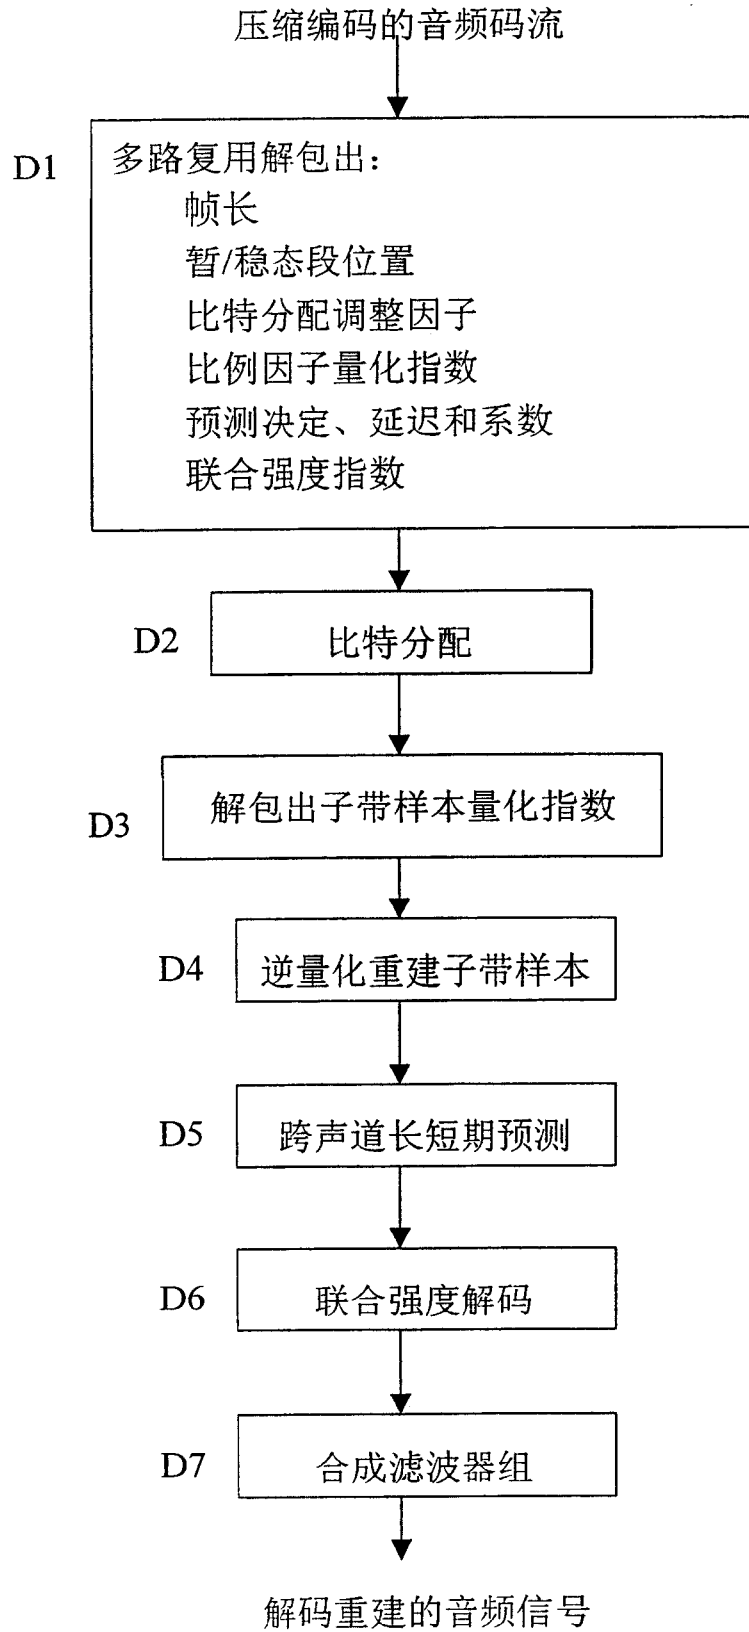 压缩编码的音频码流
D1
多路复用解包出：
帧长
暂/稳态段位置
比特分配调整因子
比例因子量化指数
预测决定、延迟和系数
联合强度指数
D2
比特分配
D3
解包出子带样本量化指数
D4
逆量化重建子带样本
D5
跨声道长短期预测
D6
联合强度解码
D7
合成滤波器组
解码重建的音频信号